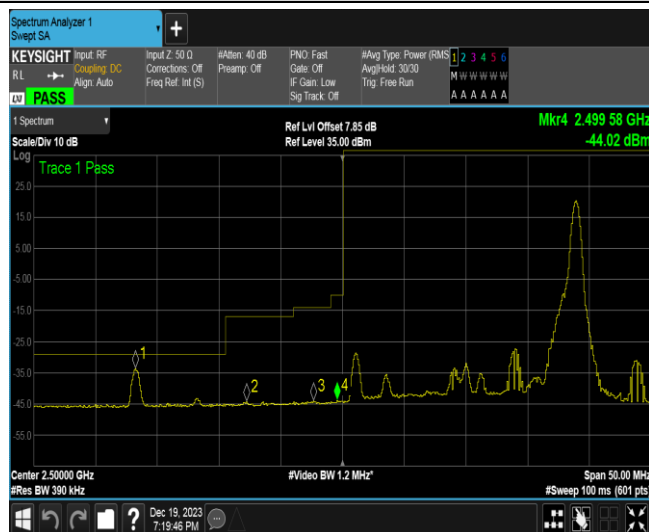 Spectrum Analyzer 1
Swept SA
+
KEYSIGHT Input: RF Input Z: 50 Ω #Atten: 40 dB PNO: Fast #Avg Type: Power (RMS 1 2 3 4 5 6
RL Coupling: DC Corrections: Off Preamp: Off Gate: Off Avg|Hold: 30/30 M W W W W W
Align: Auto Freq Ref: Int (S) IF Gain: Low Trig: Free Run
LXI PASS Sig Track: Off A A A A A A
1 Spectrum Ref Lvl Offset 7.85 dB Mkr4 2.499 58 GHz
Scale/Div 10 dB Ref Level 35.00 dBm -44.02 dBm
Log
Trace 1 Pass
25.0
15.0
5.00
-5.00
-15.0
-25.0
-35.0
-45.0
-55.0
1
2
3
4
Center 2.50000 GHz #Video BW 1.2 MHz* Span 50.00 MHz
#Res BW 390 kHz #Sweep 100 ms (601 pts)
? Dec 19, 2023
7:19:46 PM